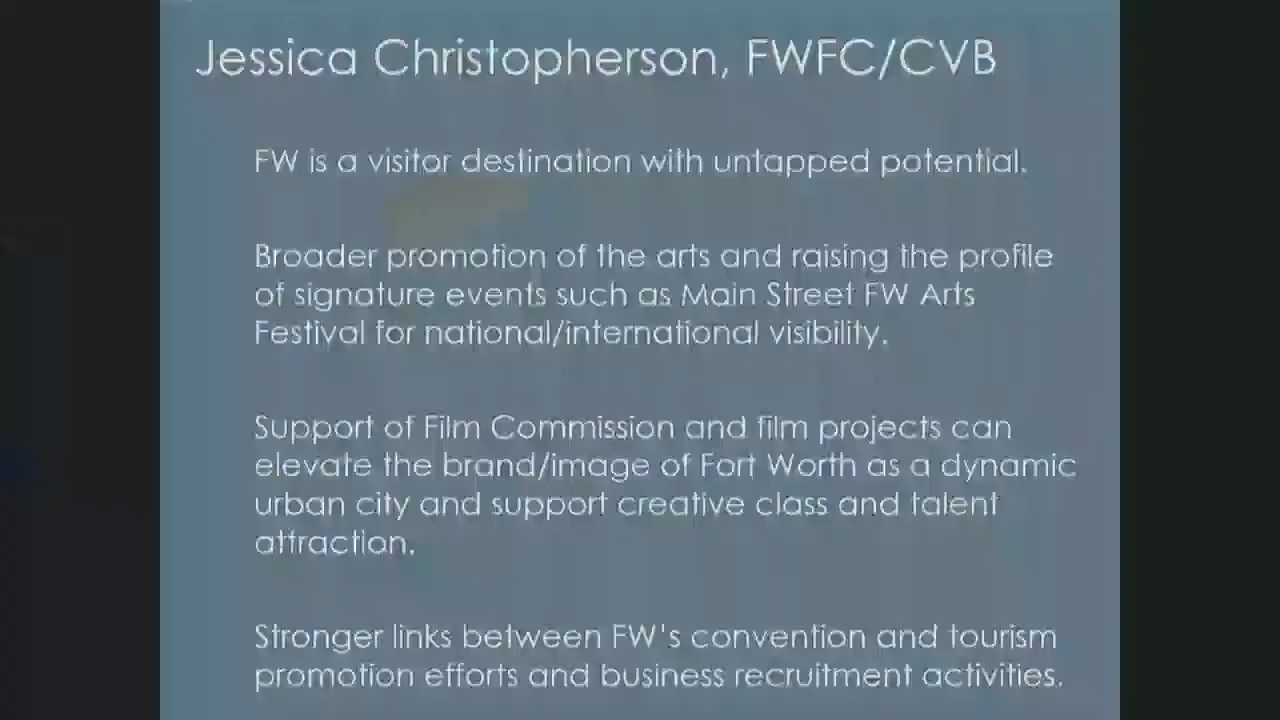 Jessica Christopherson, FWFC/CVB
FW is a visitor destination with untapped potential.
Broader promotion of the arts and raising the profile
of signature events such as Main Street FW Arts
Festival for national/international visibility.
Support of Film Commission and film projects can
elevate the brand/image of Fort Worth as a dynamic
urban city and support creative class and talent
attraction.
Stronger links between FW's convention and tourism
promotion efforts and business recruitment activities.